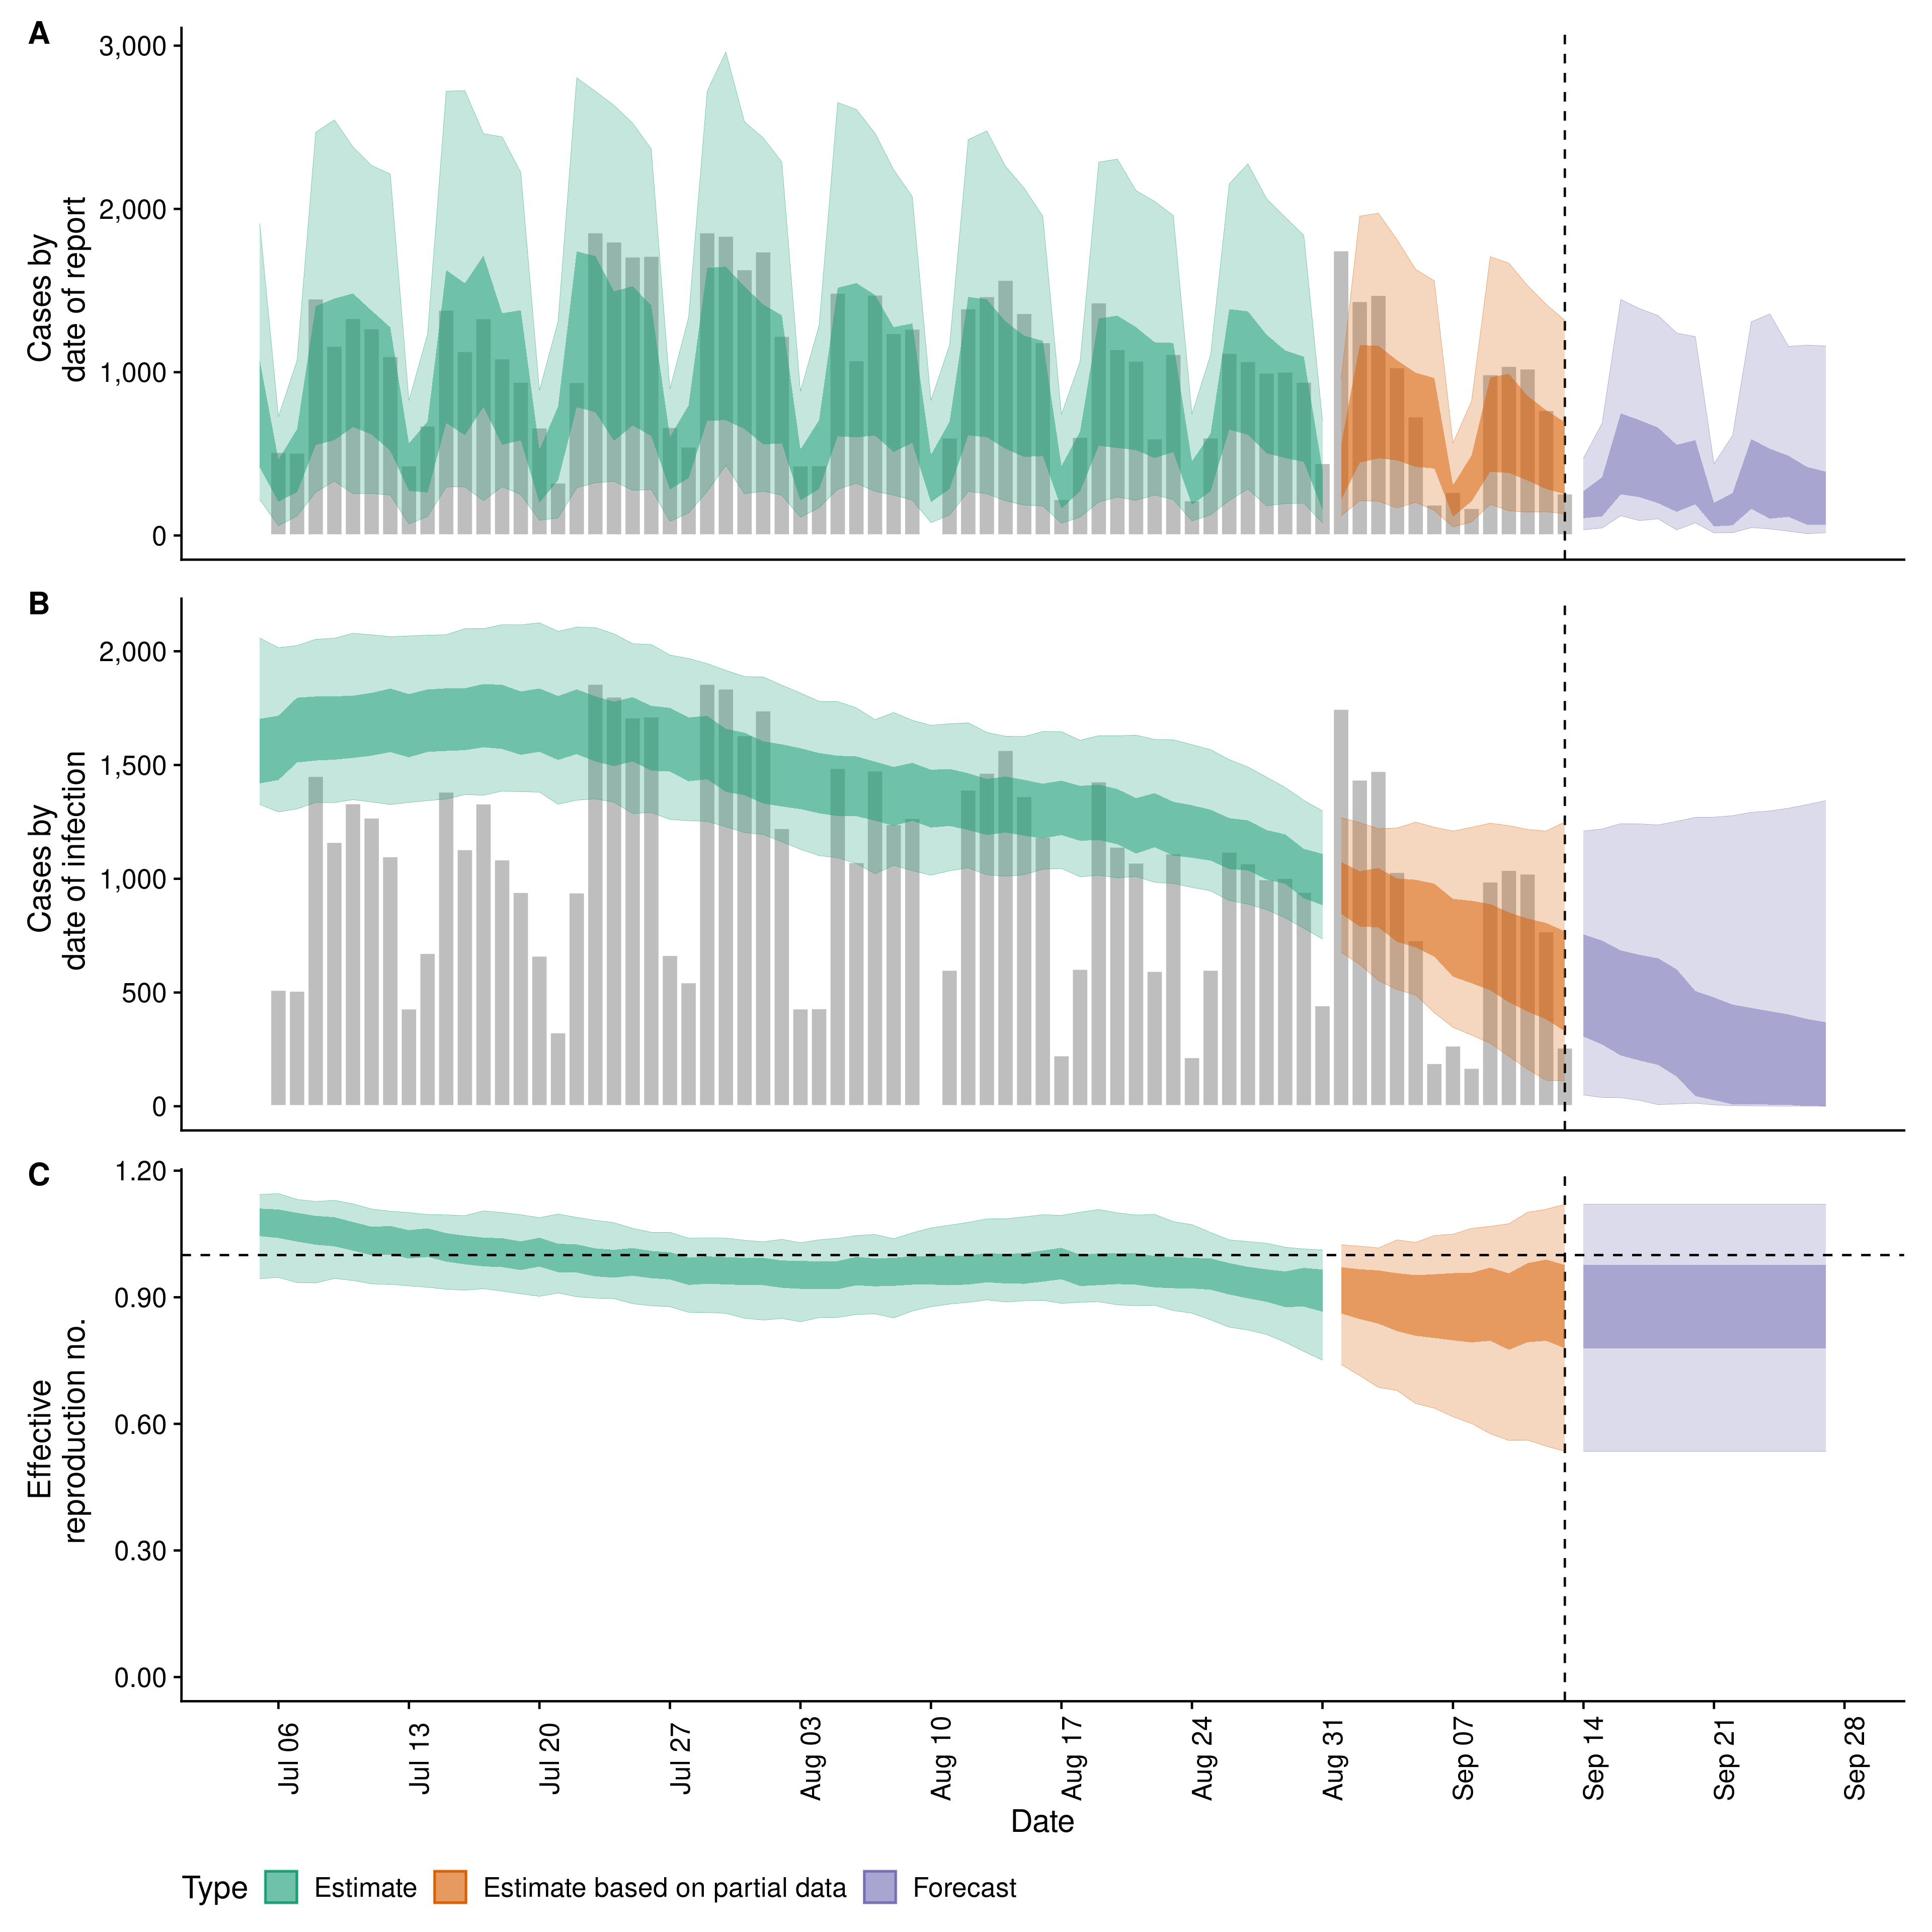 A
3,000
2,000
1,000
0
Cases by
date of report
B
2,000
1,500
1,000
500
0
Cases by
date of infection
C
1.20
0.90
0.60
0.30
0.00
Effective
reproduction no.
Jul 06
Jul 13
Jul 20
Jul 27
Aug 03
Aug 10
Aug 17
Aug 24
Aug 31
Sep 07
Sep 14
Sep 21
Sep 28
Date
Type Estimate Estimate based on partial data Forecast